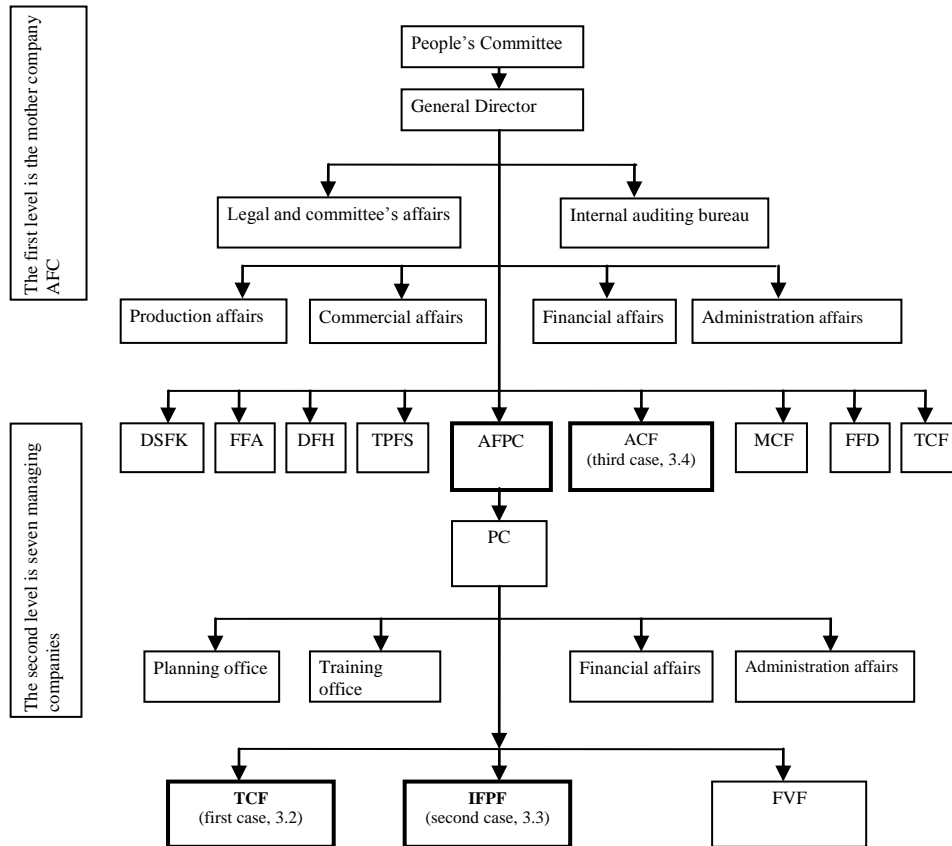 The first level is the mother company
AFC
People’s Committee
General Director
Legal and committee’s affairs
Internal auditing bureau
Production affairs
Commercial affairs
Financial affairs
Administration affairs
The second level is seven managing
companies
DSFK
FFA
DFH
TPFS
AFPC
ACF
(third case, 3.4)
MCF
FFD
TCF
PC
Planning office
Training
office
Financial affairs
Administration affairs
TCF
(first case, 3.2)
IFPF
(second case, 3.3)
FVF